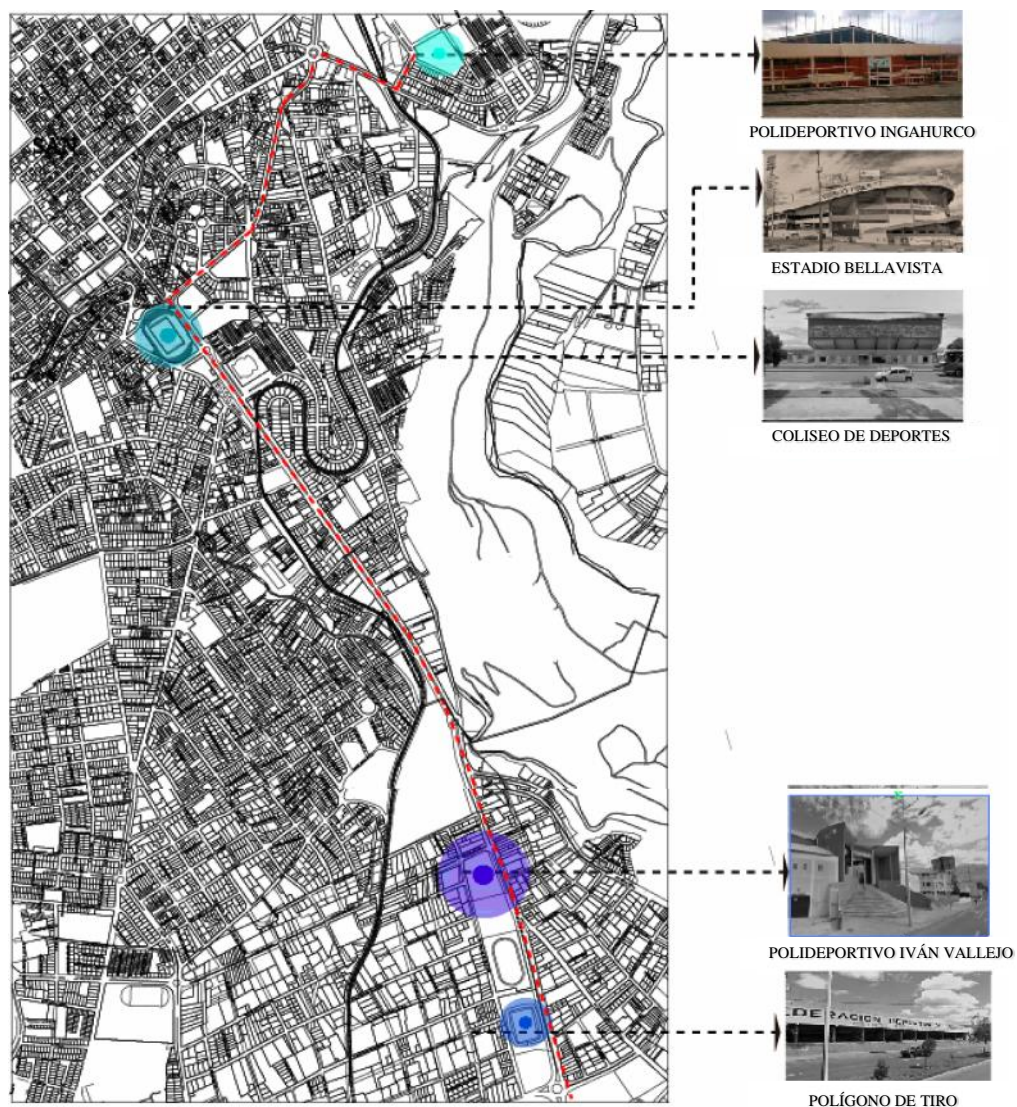 SAN
POLIDEPORTIVO INGAHURCO
ESTADIO BELLAVISTA
COLISEO DE DEPORTES
POLIDEPORTIVO IVÁN VALLEJO
POLÍGONO DE TIRO